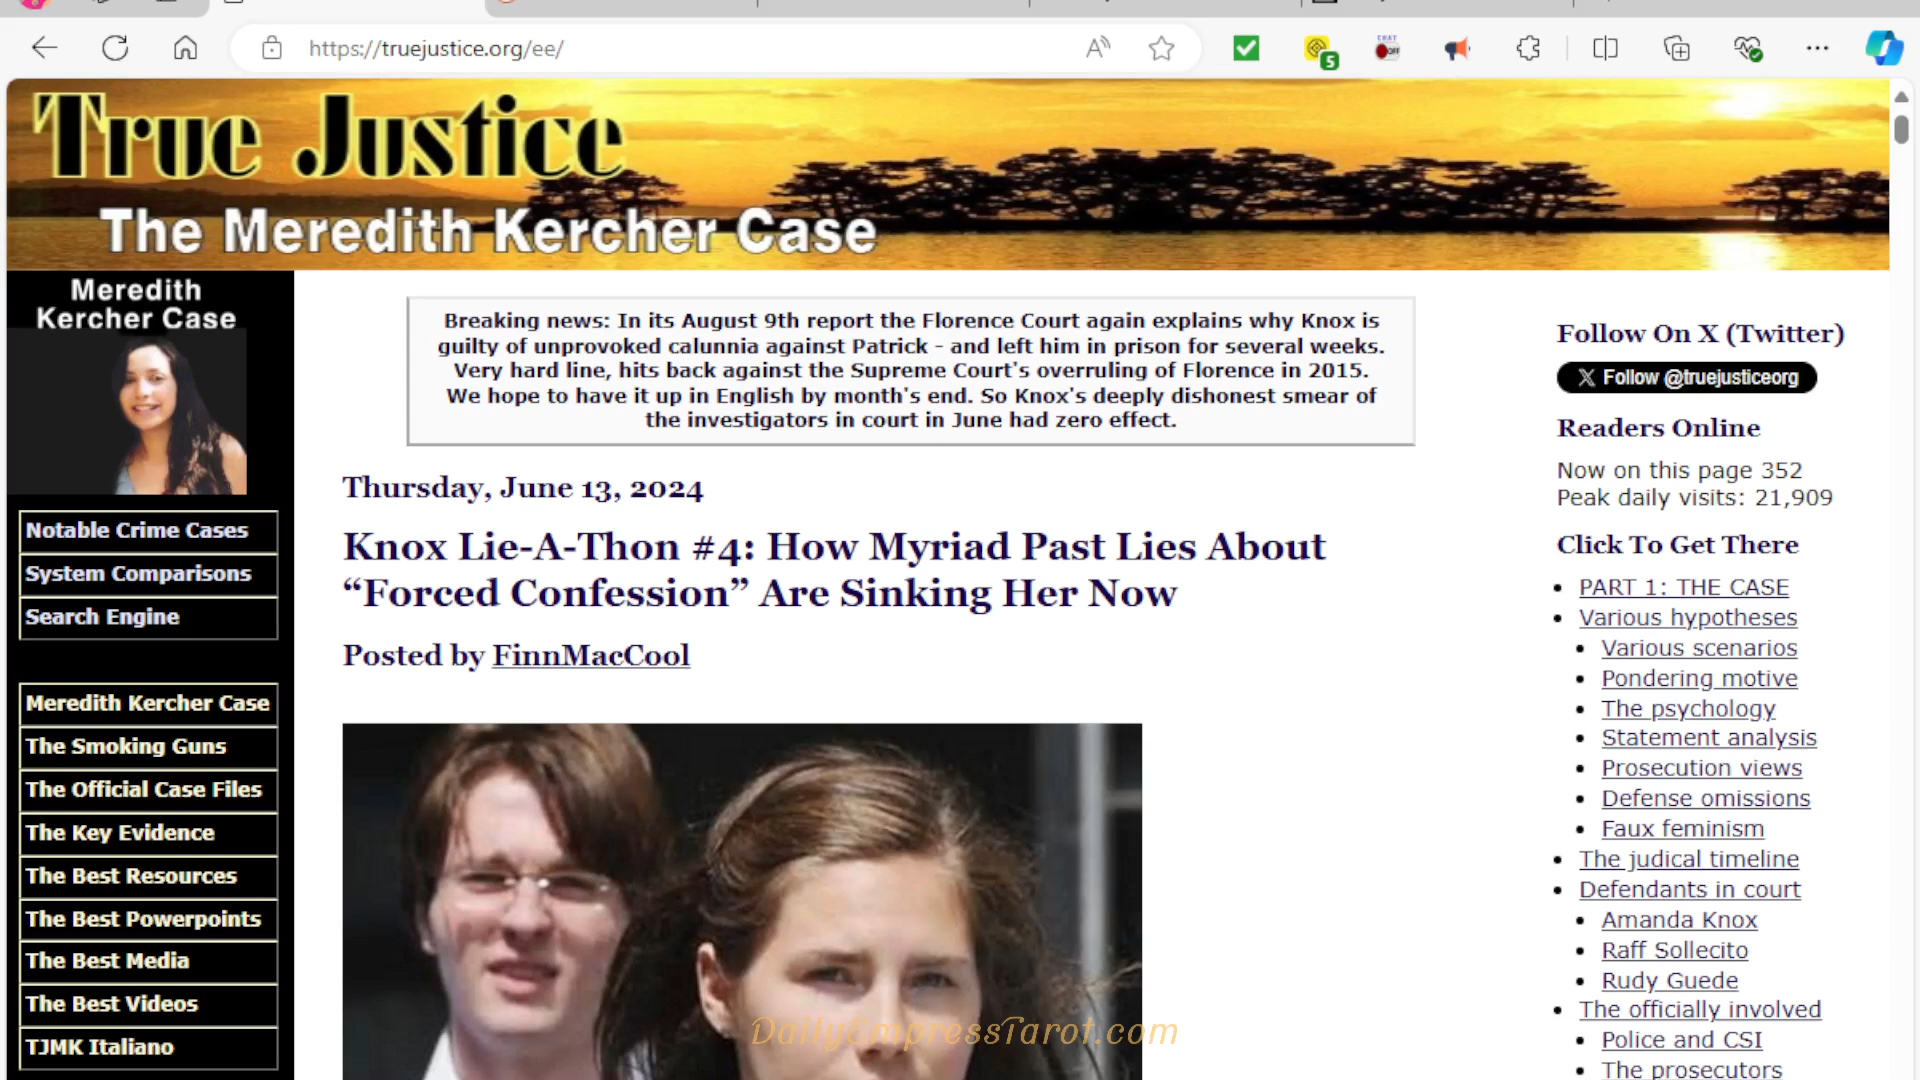 https://truejustice.org/ee/
A
5
CHAT
OFF
True Justice
The Meredith Kercher Case
Meredith
Kercher Case
Notable Crime Cases
System Comparisons
Search Engine
Meredith Kercher Case
The Smoking Guns
The Official Case Files
The Key Evidence
The Best Resources
The Best Powerpoints
The Best Media
The Best Videos
TJMK Italiano
Breaking news: In its August 9th report the Florence Court again explains why Knox is
guilty of unprovoked calunnia against Patrick - and left him in prison for several weeks.
Very hard line, hits back against the Supreme Court's overruling of Florence in 2015.
We hope to have it up in English by month's end. So Knox's deeply dishonest smear of
the investigators in court in June had zero effect.
Thursday, June 13, 2024
Knox Lie-A-Thon #4: How Myriad Past Lies About
“Forced Confession” Are Sinking Her Now
Posted by FinnMacCool
DailyEmpressTarot.com
Follow On X (Twitter)
X Follow @truejusticeorg
Readers Online
Now on this page 352
Peak daily visits: 21,909
Click To Get There
• PART 1: THE CASE
• Various hypotheses
• Various scenarios
• Pondering motive
• The psychology
• Statement analysis
• Prosecution views
• Defense omissions
• Faux feminism
• The judical timeline
• Defendants in court
• Amanda Knox
• Raff Sollecito
• Rudy Guede
• The officially involved
• Police and CSI
• The prosecutors